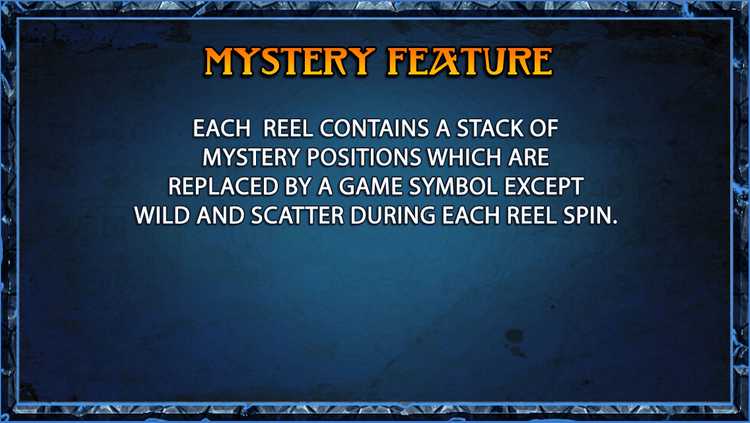 MYSTERY FEATURE
EACH REEL CONTAINS A STACK OF
MYSTERY POSITIONS WHICH ARE
REPLACED BY A GAME SYMBOL EXCEPT
WILD AND SCATTER DURING EACH REEL SPIN.